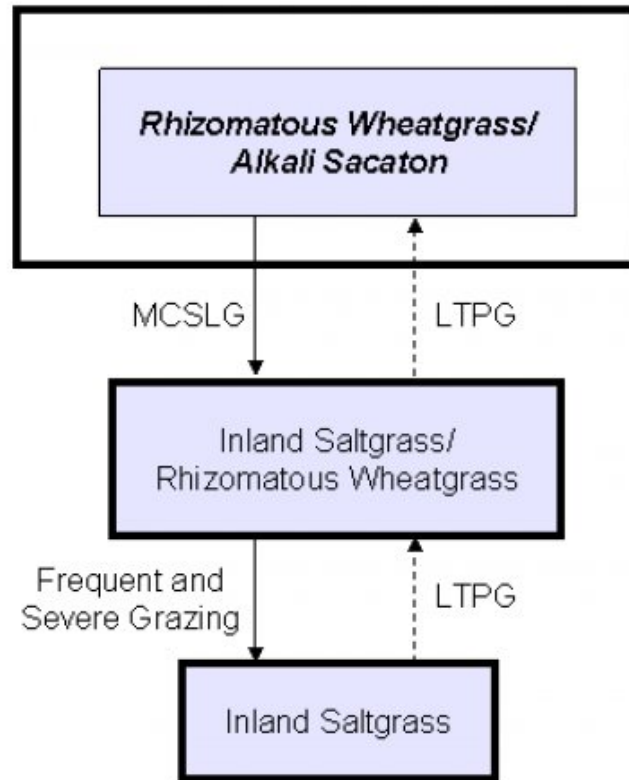 Rhizomatous Wheatgrass/
Alkali Sacaton
MCSLG
LTPG
Inland Saltgrass/
Rhizomatous Wheatgrass
Frequent and
Severe Grazing
LTPG
Inland Saltgrass